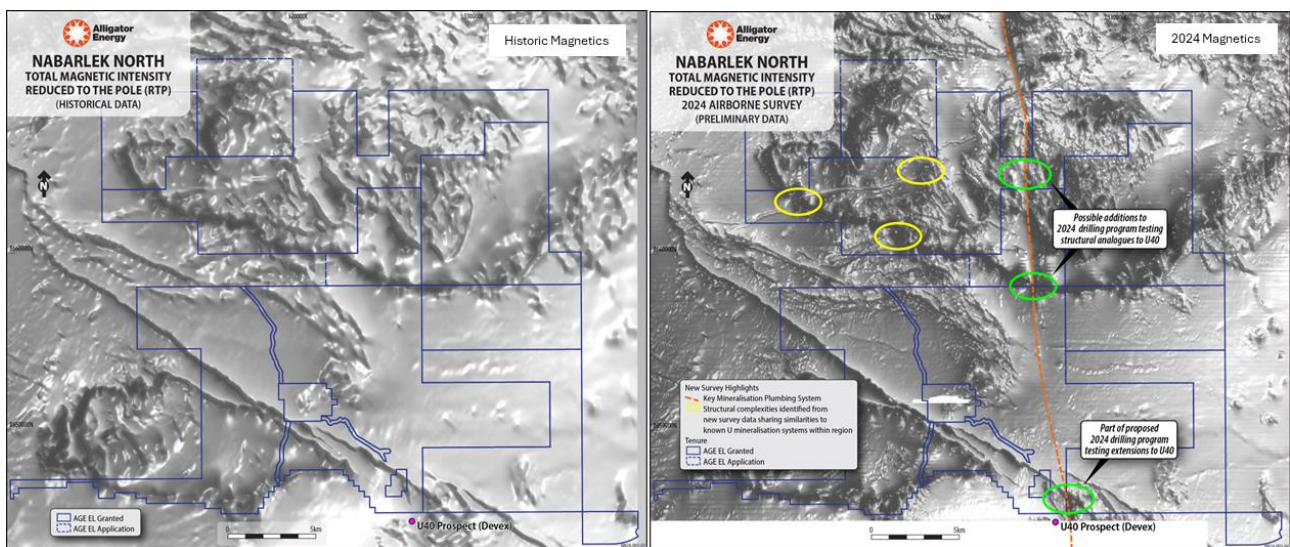 Alligator
Energy
NABARLEK NORTH
TOTAL MAGNETIC INTENSITY
REDUCED TO THE POLE (RTP)
(HISTORICAL DATA)
Historic Magnetics
N
AGE EL Granted
AGE EL Application
0
5km
U40 Prospect (Devex)
Alligator
Energy
NABARLEK NORTH
TOTAL MAGNETIC INTENSITY
REDUCED TO THE POLE (RTP)
2024 AIRBORNE SURVEY
(PRELIMINARY DATA)
2024 Magnetics
N
Possible additions to
2024 drilling program testing
structural analogues to U40
New Survey Highlights
Key Mineralisation Plumbing System
Structural complexities identified from
new survey data sharing similarities to
known U mineralisation systems within region
Tenure
AGE EL Granted
AGE EL Application
Part of proposed
2024 drilling program
testing extensions to U40
0
5km
U40 Prospect (Devex)